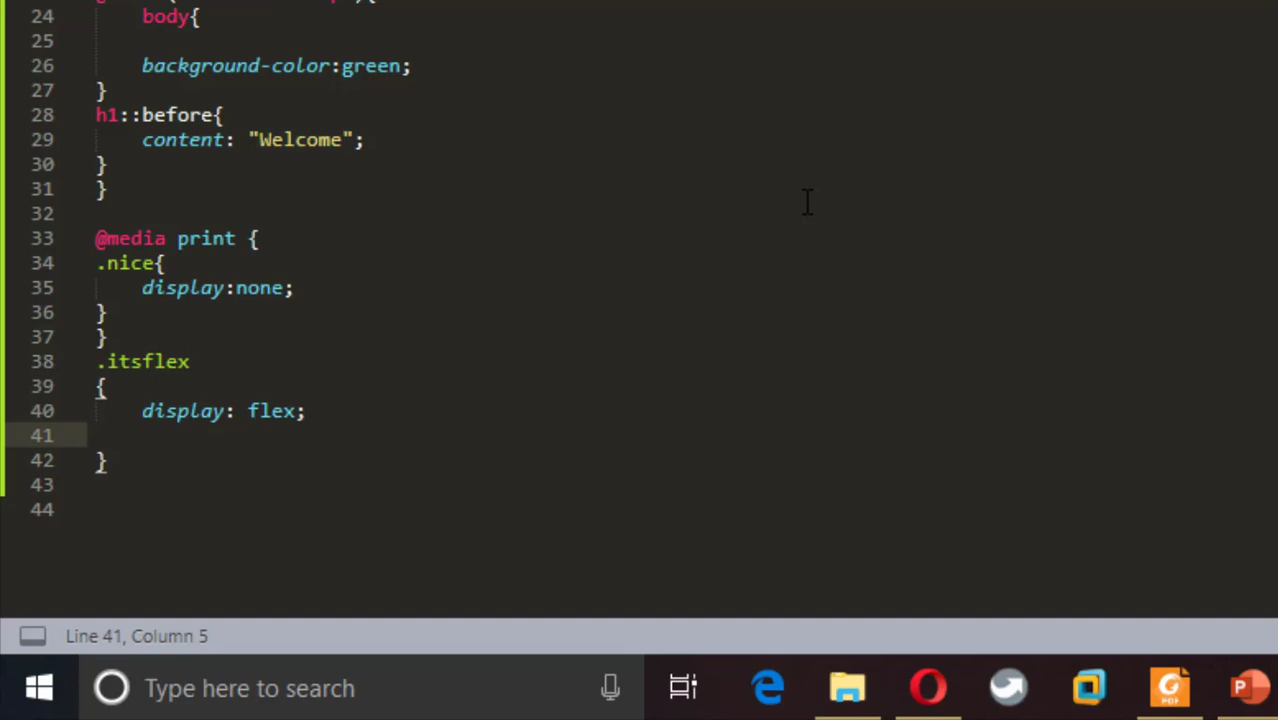 24 body{
25
26 background-color:green;
27 }
28 h1::before{
29 content: "Welcome";
30 }
31 }
32
33 @media print {
34 .nice{
35 display:none;
36 }
37 }
38 .itsflex
39 {
40 display: flex;
41
42 }
43
44
Line 41, Column 5
Type here to search
PDF
P